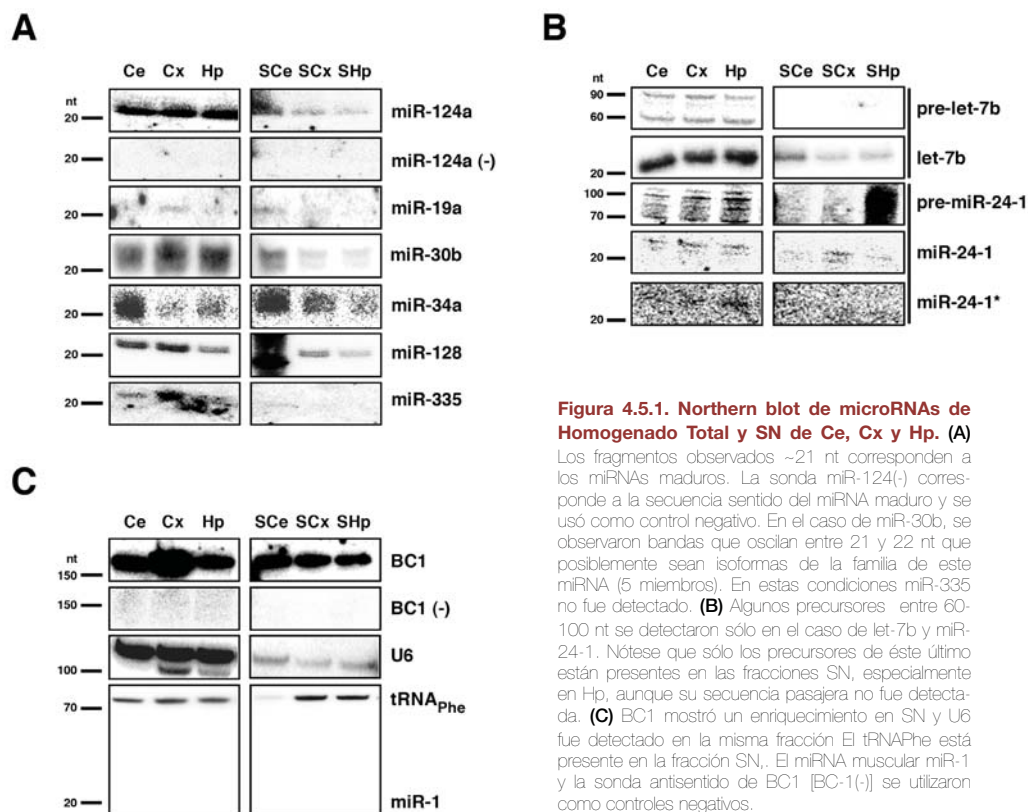 A
Ce Cx Hp SCe SCx SHp
nt
20 miR-124a
20 miR-124a (-)
20 miR-19a
20 miR-30b
20 miR-34a
20 miR-128
20 miR-335
B
Ce Cx Hp SCe SCx SHp
nt
90
60
pre-let-7b
20 let-7b
100
70
pre-miR-24-1
20 miR-24-1
20 miR-24-1*
C
Ce Cx Hp SCe SCx SHp
nt
150 BC1
150 BC1 (-)
100 U6
70 tRNAPhe
20 miR-1
Figura 4.5.1. Northern blot de microRNAs de
Homogenado Total y SN de Ce, Cx y Hp. (A)
Los fragmentos observados ~21 nt corresponden a
los miRNAs maduros. La sonda miR-124(-) corres-
ponde a la secuencia sentido del miRNA maduro y se
usó como control negativo. En el caso de miR-30b, se
observaron bandas que oscilan entre 21 y 22 nt que
posiblemente sean isoformas de la familia de este
miRNA (5 miembros). En estas condiciones miR-335
no fue detectado. (B) Algunos precursores entre 60-
100 nt se detectaron sólo en el caso de let-7b y miR-
24-1. Nótese que sólo los precursores de éste último
están presentes en las fracciones SN, especialmente
en Hp, aunque su secuencia pasajera no fue detecta-
da. (C) BC1 mostró un enriquecimiento en SN y U6
fue detectado en la misma fracción El tRNAPhe está
presente en la fracción SN,. El miRNA muscular miR-1
y la sonda antisentido de BC1 [BC-1(-)] se utilizaron
como controles negativos.